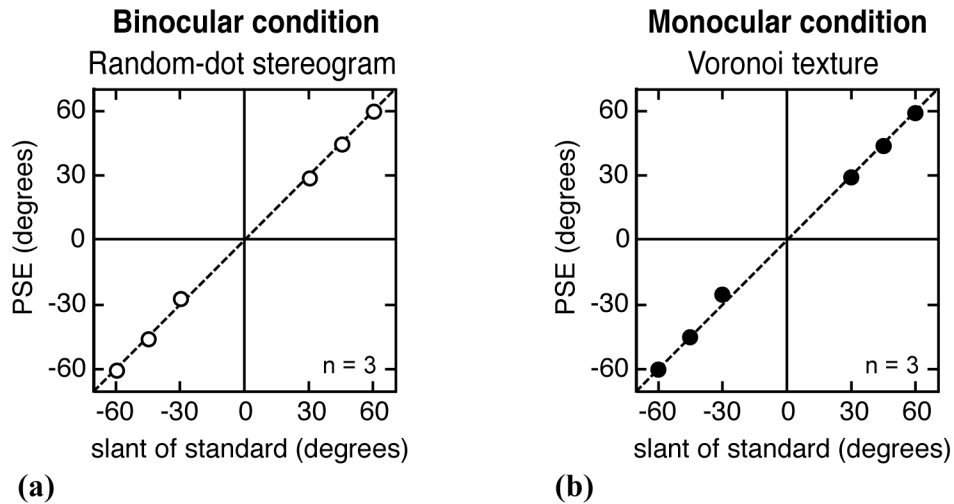 Binocular condition
Random-dot stereogram
60
30
0
-30
-60
PSE (degrees)
n = 3
-60 -30 0 30 60
slant of standard (degrees)
(a)
Monocular condition
Voronoi texture
60
30
0
-30
-60
PSE (degrees)
n = 3
-60 -30 0 30 60
slant of standard (degrees)
(b)